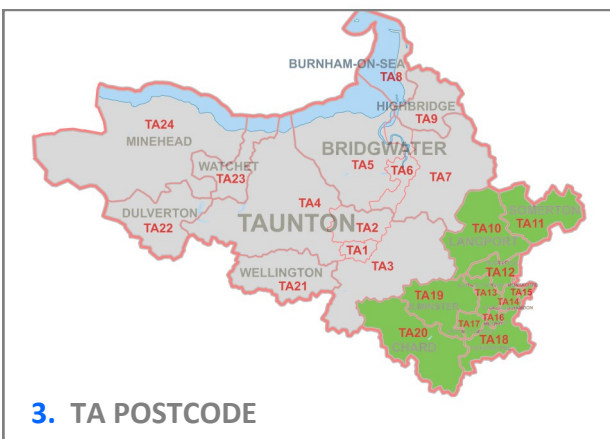 BURNHAM-ON-SEA
TA8
HIGHBRIDGE
TA9
TA24
MINEHEAD
BRIDGWATER
TA5
TA6
TA7
WATCHET
TA23
TA4
DULVERTON
TA22
TAUNTON
TA2
TA1
TA3
WELLINGTON
TA21
SOMERTON
TA11
TA10
LANGPORT
TA12
TA19
TA13
TA15
TA14
TA16
TA17
TA20
CHARD
TA18
3. TA POSTCODE